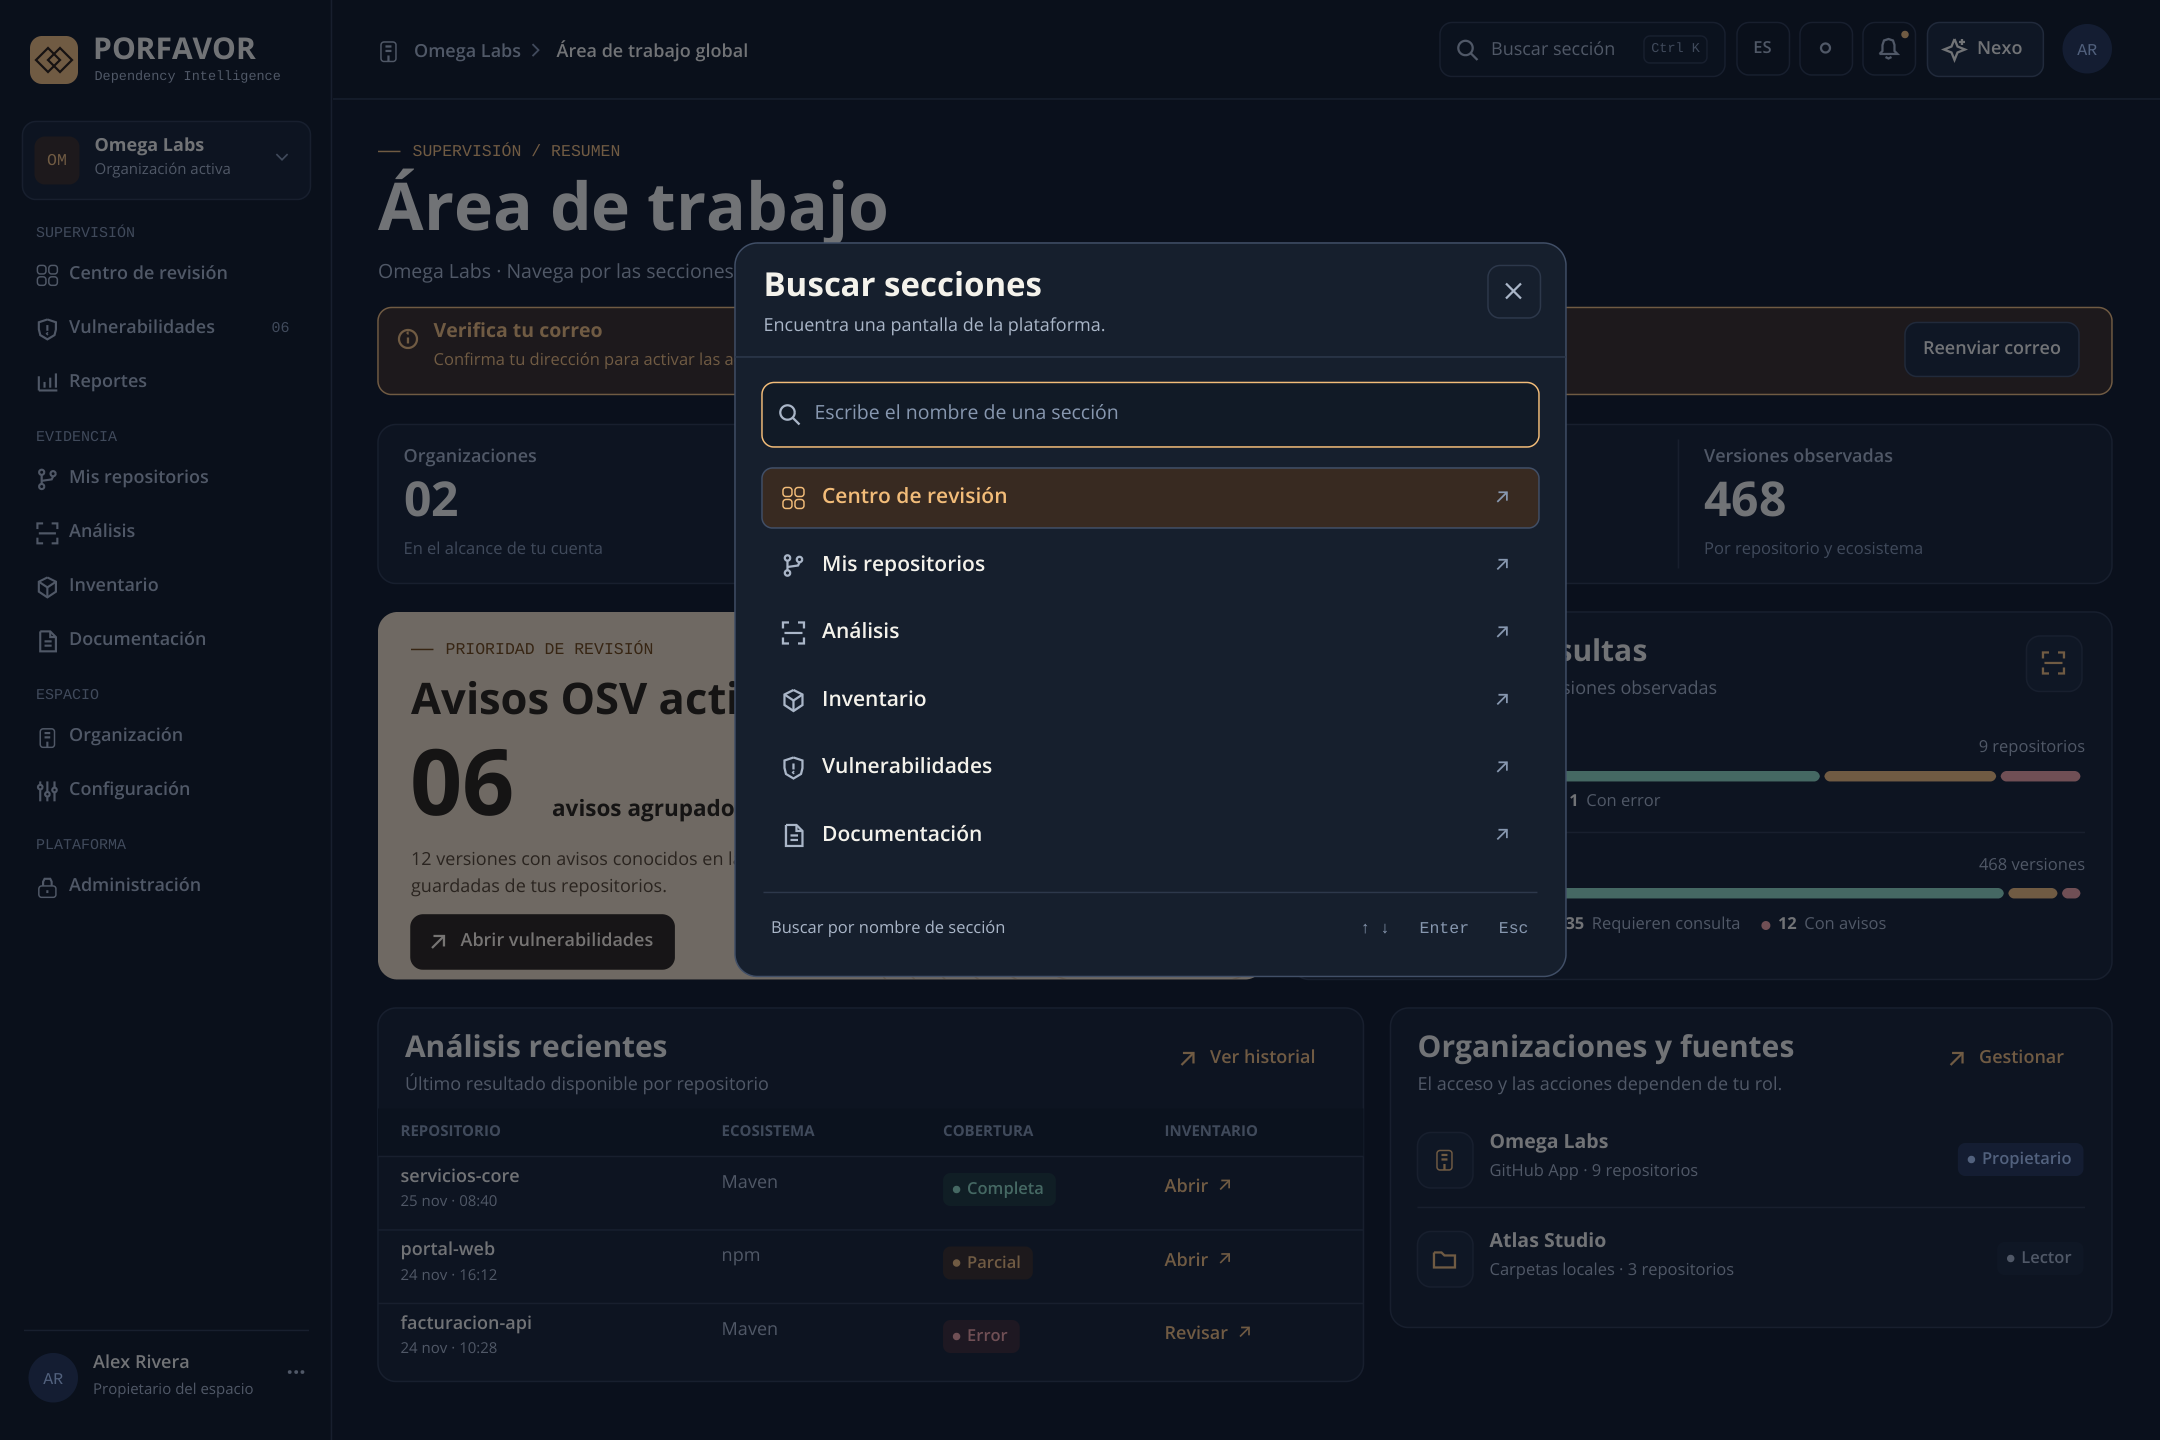 PORFAVOR
Dependency Intelligence
OM
Omega Labs
Organización activa
SUPERVISIÓN
Centro de revisión
Vulnerabilidades 06
Reportes
EVIDENCIA
Mis repositorios
Análisis
Inventario
Documentación
ESPACIO
Organización
Configuración
PLATAFORMA
Administración
AR
Alex Rivera
Propietario del espacio
Omega Labs
Área de trabajo global
Buscar sección Ctrl K
ES
Nexo
AR
SUPERVISIÓN / RESUMEN
Área de trabajo
Omega Labs · Navega por las secciones
Verifica tu correo
Confirma tu dirección para activar las a
Reenviar correo
Organizaciones
02
En el alcance de tu cuenta
Versiones observadas
468
Por repositorio y ecosistema
PRIORIDAD DE REVISIÓN
Avisos OSV acti
06 avisos agrupado
12 versiones con avisos conocidos en l
guardadas de tus repositorios.
Abrir vulnerabilidades
sultas
siones observadas
9 repositorios
1 Con error
468 versiones
35 Requieren consulta 12 Con avisos
Buscar secciones
Encuentra una pantalla de la plataforma.
Escribe el nombre de una sección
Centro de revisión
Mis repositorios
Análisis
Inventario
Vulnerabilidades
Documentación
Buscar por nombre de sección ↑ ↓ Enter Esc
Análisis recientes
Último resultado disponible por repositorio
Ver historial
REPOSITORIO ECOSISTEMA COBERTURA INVENTARIO
servicios-core
25 nov · 08:40
Maven
Completa
Abrir
portal-web
24 nov · 16:12
npm
Parcial
Abrir
facturacion-api
24 nov · 10:28
Maven
Error
Revisar
Organizaciones y fuentes
El acceso y las acciones dependen de tu rol.
Gestionar
Omega Labs
GitHub App · 9 repositorios
Propietario
Atlas Studio
Carpetas locales · 3 repositorios
Lector